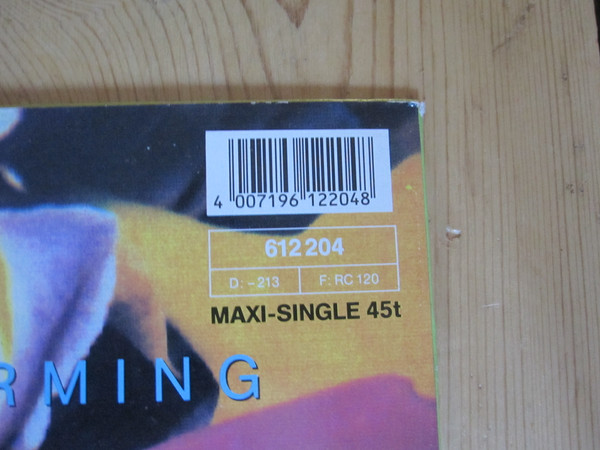 4 007196 122048
612 204
D: - 213 F: RC 120
MAXI-SINGLE 45t
RMING